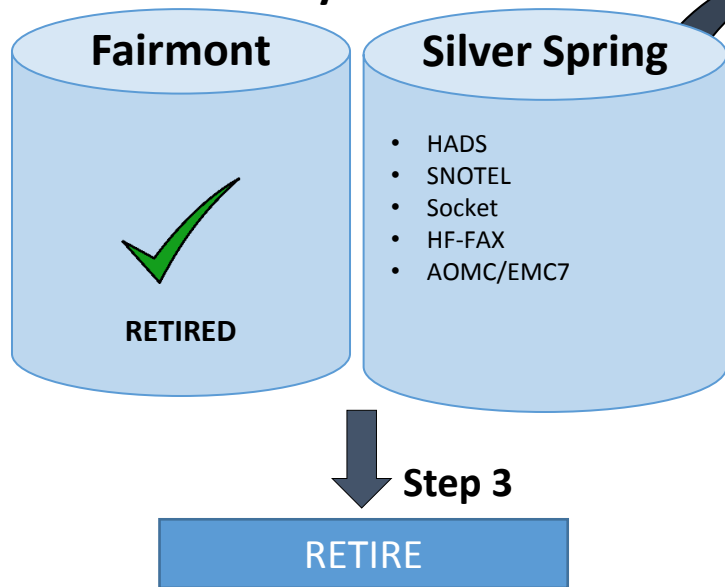 Fairmont
Silver Spring
• HADS
• SNOTEL
• Socket
• HF-FAX
• AOMC/EMC7
RETIRED
Step 3
RETIRE